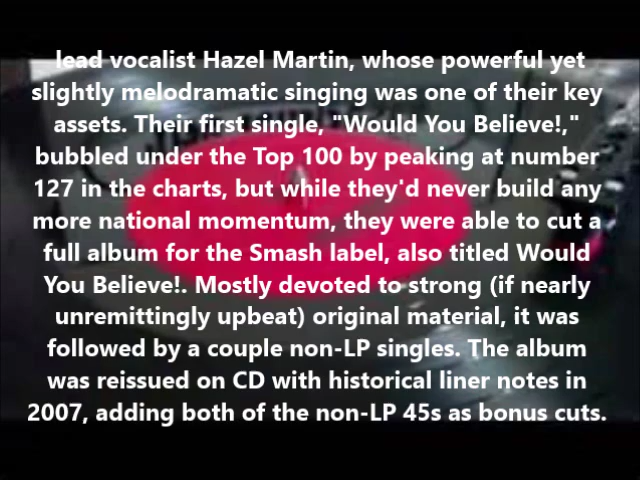 lead vocalist Hazel Martin, whose powerful yet
slightly melodramatic singing was one of their key
assets. Their first single, "Would You Believe!,"
bubbled under the Top 100 by peaking at number
127 in the charts, but while they'd never build any
more national momentum, they were able to cut a
full album for the Smash label, also titled Would
You Believe!. Mostly devoted to strong (if nearly
unremittingly upbeat) original material, it was
followed by a couple non-LP singles. The album
was reissued on CD with historical liner notes in
2007, adding both of the non-LP 45s as bonus cuts.